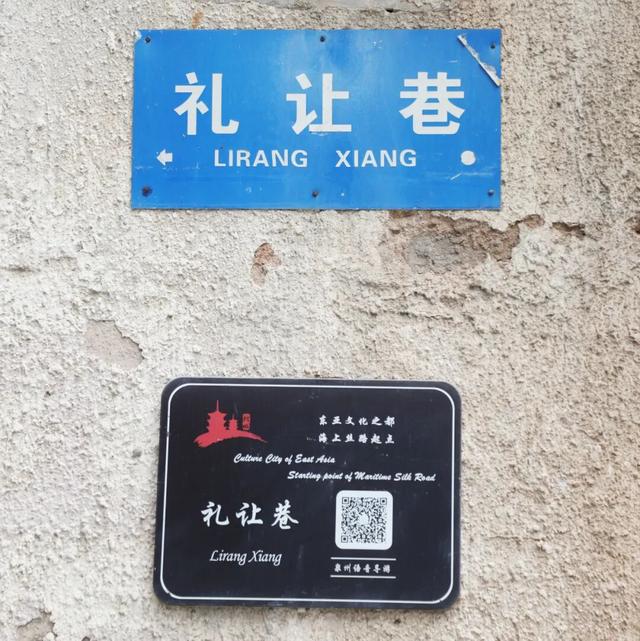 礼让巷
LIRANG XIANG
东亚文化之都
海上丝路起点
Culture City of East Asia
Starting point of Maritime Silk Road
礼让巷
Lirang Xiang
泉州语音导游